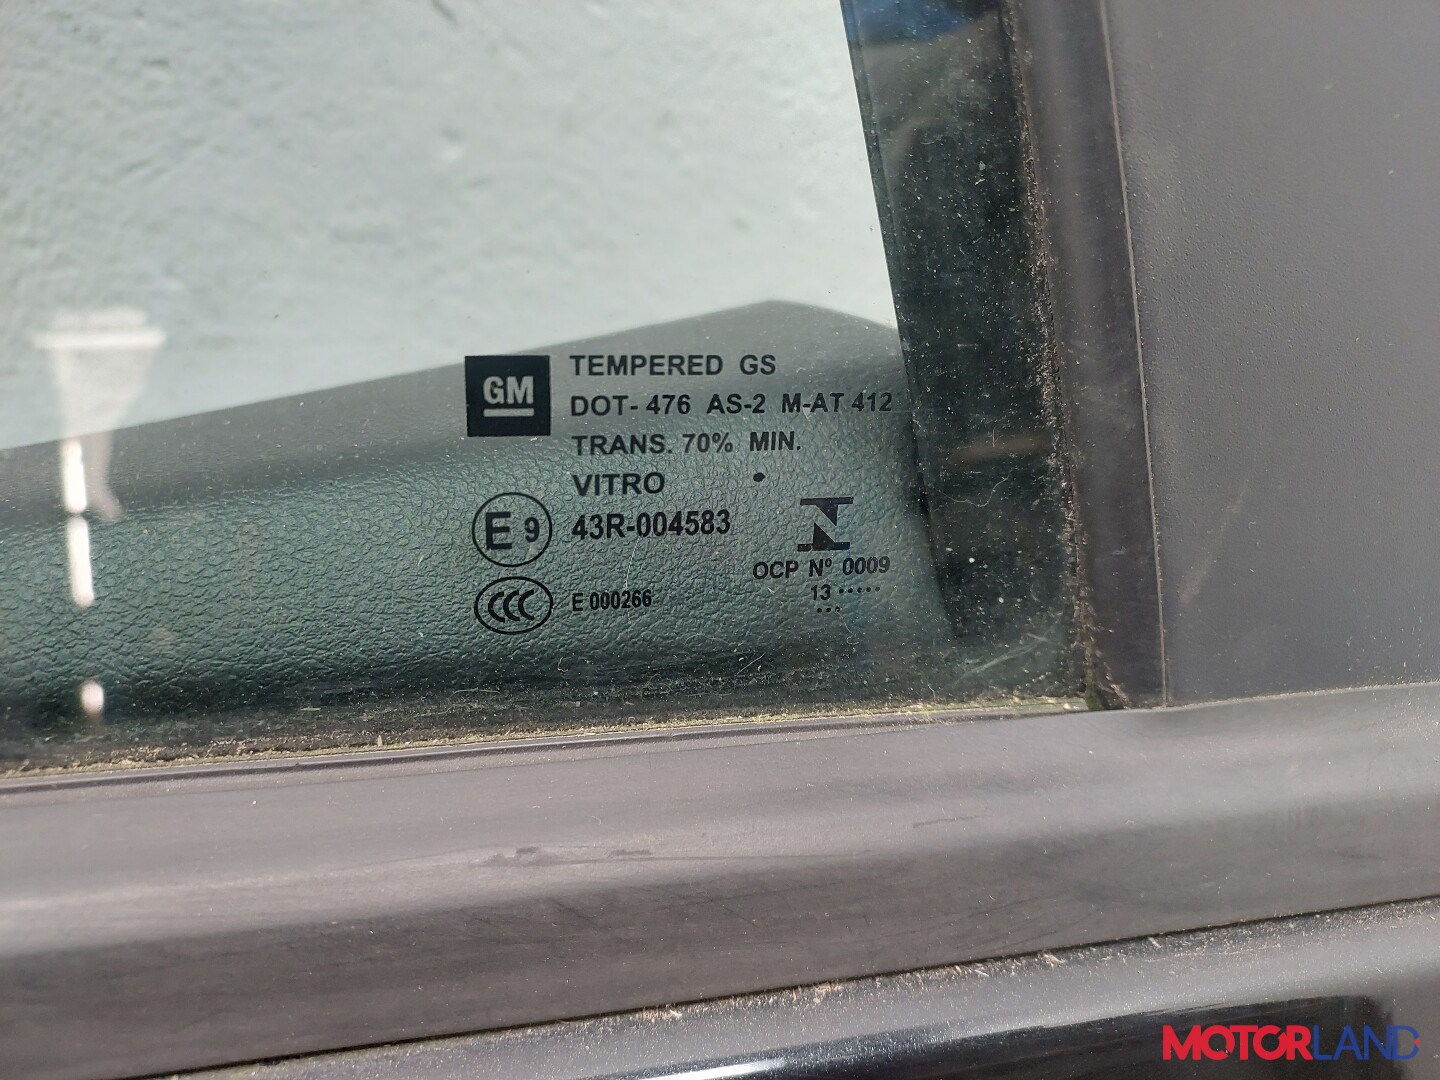 GM
TEMPERED GS
DOT- 476 AS-2 M-AT 412
TRANS. 70% MIN.
VITRO
E 9
43R-004583
OCP Nº 0009
13
CCC
E 000266
MOTORLAND